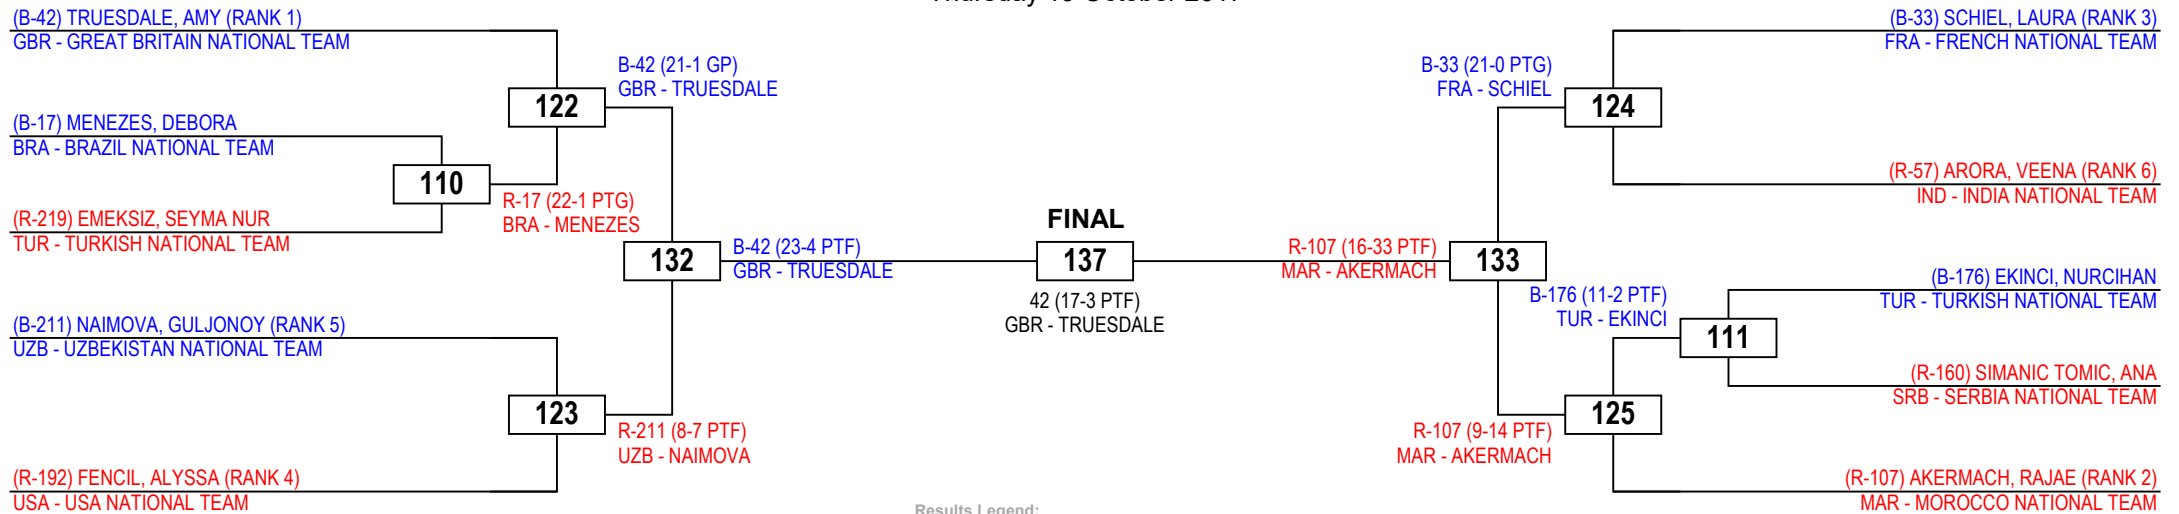 (B-42) TRUESDALE, AMY (RANK 1)
GBR - GREAT BRITAIN NATIONAL TEAM
B-42 (21-1 GP)
GBR - TRUESDALE
122
(B-17) MENEZES, DEBORA
BRA - BRAZIL NATIONAL TEAM
110
R-17 (22-1 PTG)
BRA - MENEZES
(R-219) EMEKSIZ, SEYMA NUR
TUR - TURKISH NATIONAL TEAM
132
B-42 (23-4 PTF)
GBR - TRUESDALE
(B-211) NAIMOVA, GULJONOY (RANK 5)
UZB - UZBEKISTAN NATIONAL TEAM
123
R-211 (8-7 PTF)
UZB - NAIMOVA
(R-192) FENCIL, ALYSSA (RANK 4)
USA - USA NATIONAL TEAM
FINAL
137
42 (17-3 PTF)
GBR - TRUESDALE
(B-33) SCHIEL, LAURA (RANK 3)
FRA - FRENCH NATIONAL TEAM
B-33 (21-0 PTG)
FRA - SCHIEL
124
(R-57) ARORA, VEENA (RANK 6)
IND - INDIA NATIONAL TEAM
R-107 (16-33 PTF)
MAR - AKERMACH
133
(B-176) EKINCI, NURCIHAN
TUR - TURKISH NATIONAL TEAM
B-176 (11-2 PTF)
TUR - EKINCI
111
(R-160) SIMANIC TOMIC, ANA
SRB - SERBIA NATIONAL TEAM
125
R-107 (9-14 PTF)
MAR - AKERMACH
(R-107) AKERMACH, RAJAE (RANK 2)
MAR - MOROCCO NATIONAL TEAM
Results Legend: